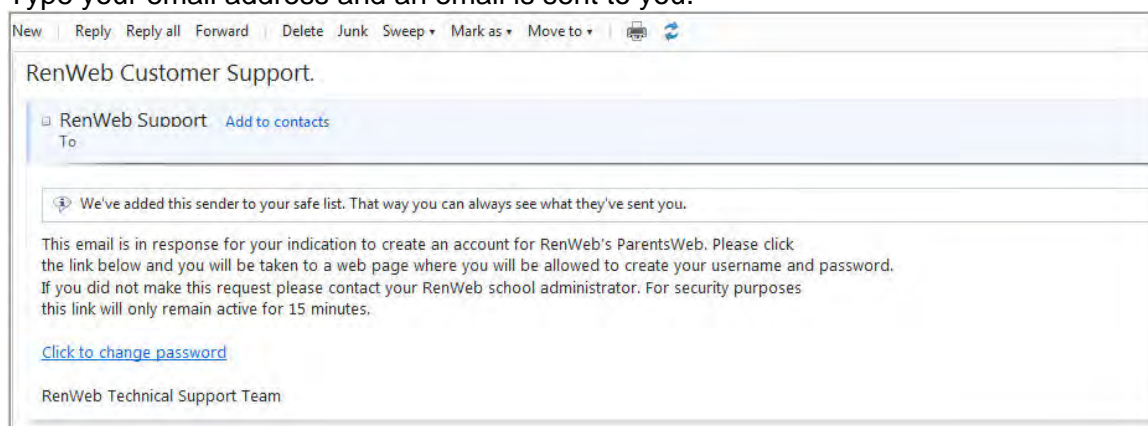 Type your email address and an email is sent to you.
New Reply Reply all Forward Delete Junk Sweep Mark as Move to
RenWeb Customer Support.
RenWeb Support Add to contacts
To
We've added this sender to your safe list. That way you can always see what they've sent you.
This email is in response for your indication to create an account for RenWeb's ParentsWeb. Please click
the link below and you will be taken to a web page where you will be allowed to create your username and password.
If you did not make this request please contact your RenWeb school administrator. For security purposes
this link will only remain active for 15 minutes.
Click to change password
RenWeb Technical Support Team